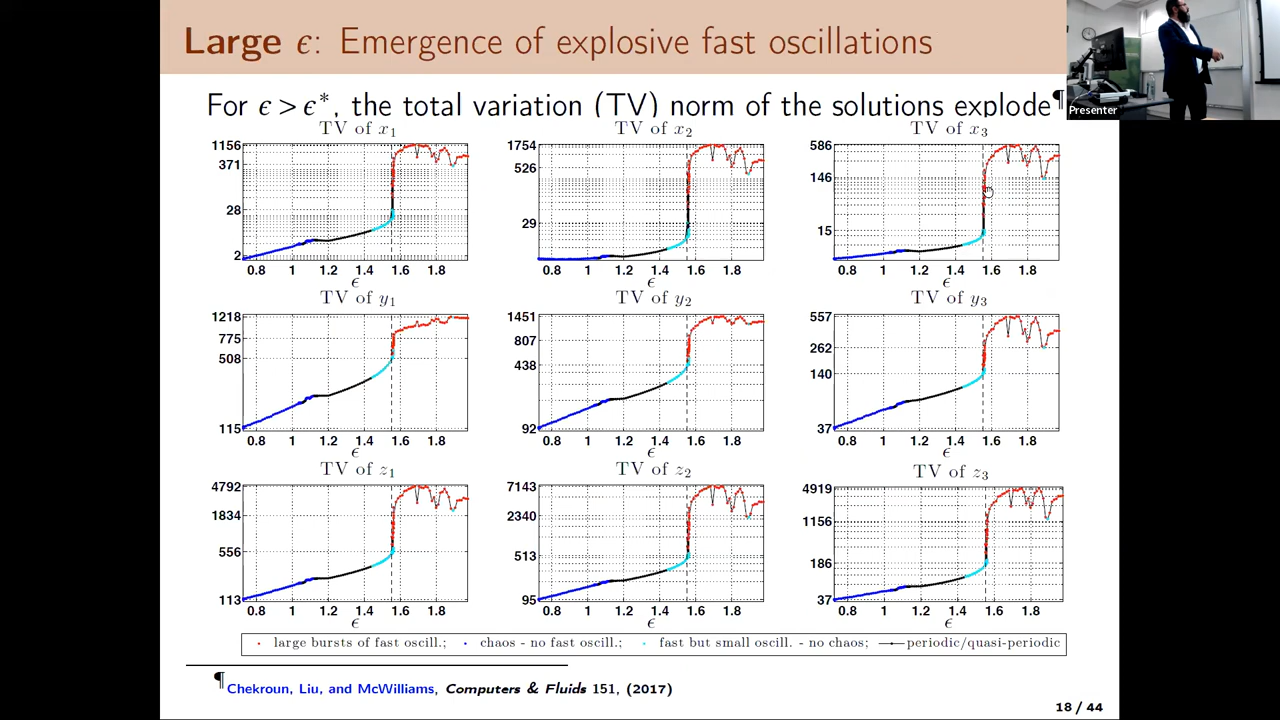 Large ϵ: Emergence of explosive fast oscillations
Presenter
For ϵ > ϵ*, the total variation (TV) norm of the solutions explode¶
TV of x₁
1156
371
28
2
0.8 1 1.2 1.4 1.6 1.8
ϵ
TV of x₂
1754
526
29
0.8 1 1.2 1.4 1.6 1.8
ϵ
TV of x₃
586
146
15
0.8 1 1.2 1.4 1.6 1.8
ϵ
TV of y₁
1218
775
508
115
0.8 1 1.2 1.4 1.6 1.8
ϵ
TV of y₂
1451
807
438
92
0.8 1 1.2 1.4 1.6 1.8
ϵ
TV of y₃
557
262
140
37
0.8 1 1.2 1.4 1.6 1.8
ϵ
TV of z₁
4792
1834
556
113
0.8 1 1.2 1.4 1.6 1.8
ϵ
TV of z₂
7143
2340
513
95
0.8 1 1.2 1.4 1.6 1.8
ϵ
TV of z₃
4919
1156
186
37
0.8 1 1.2 1.4 1.6 1.8
ϵ
large bursts of fast oscill.; chaos - no fast oscill.; fast but small oscill. - no chaos; periodic/quasi-periodic
¶Chekroun, Liu, and McWilliams, Computers & Fluids 151, (2017)
18 / 44